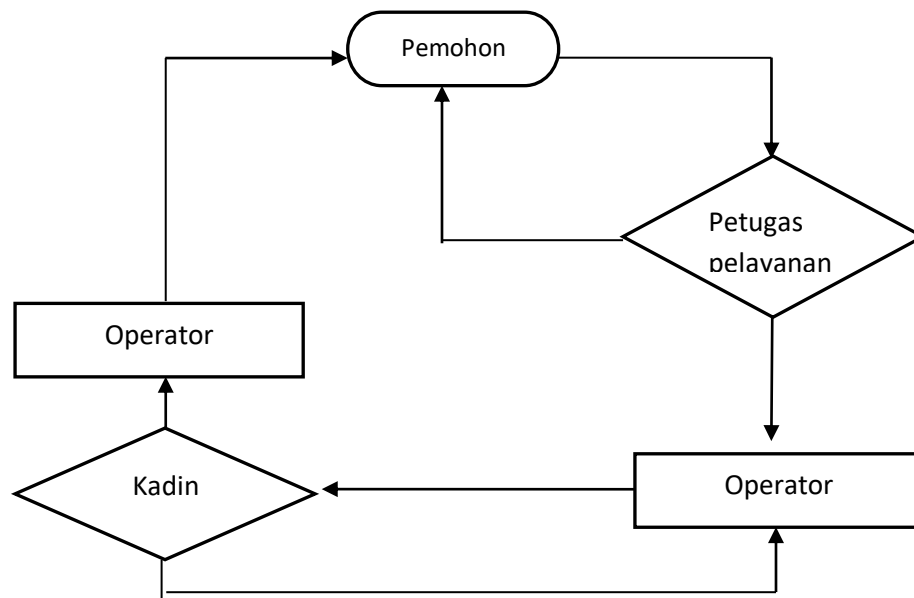 Pemohon
Petugas
pelayanan
Operator
Operator
Kadin